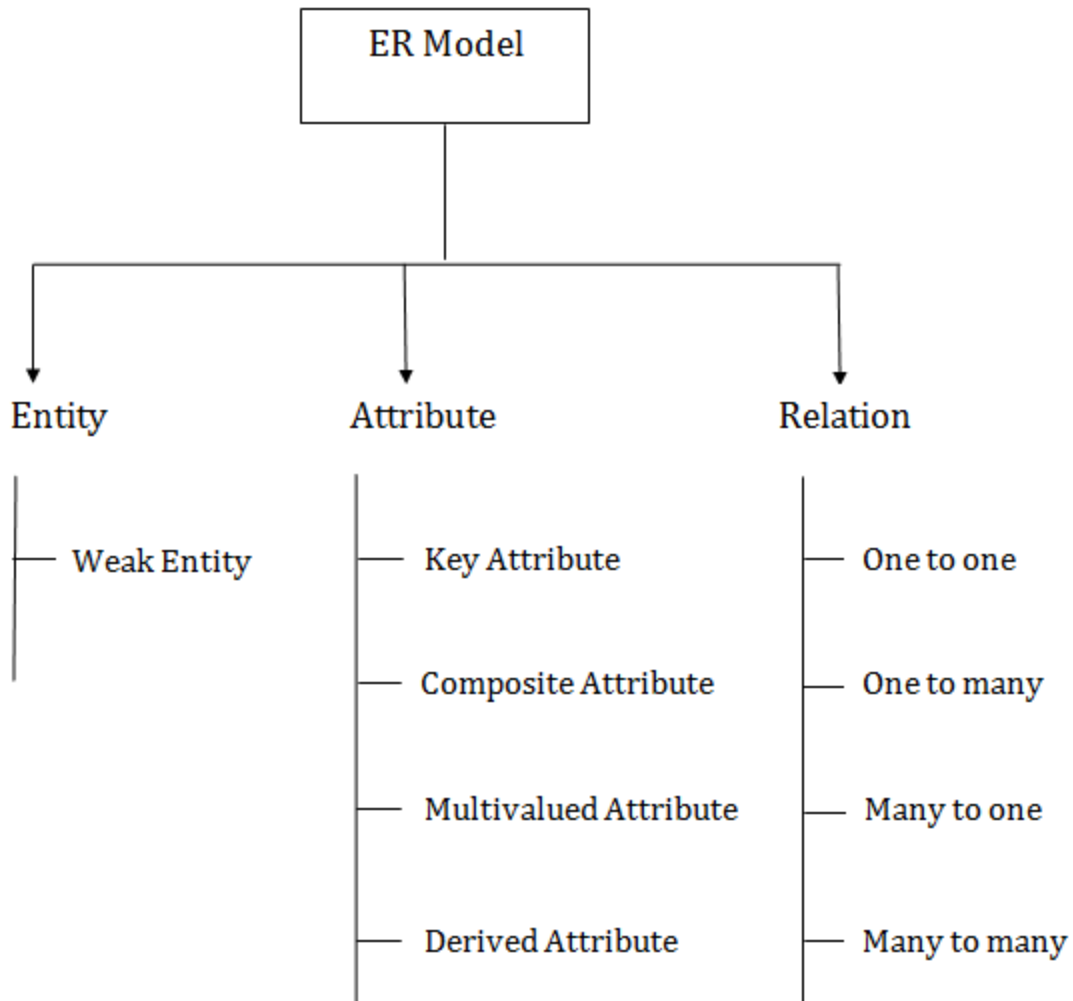 ER Model
Entity
Attribute
Relation
Weak Entity
Key Attribute
One to one
Composite Attribute
One to many
Multivalued Attribute
Many to one
Derived Attribute
Many to many